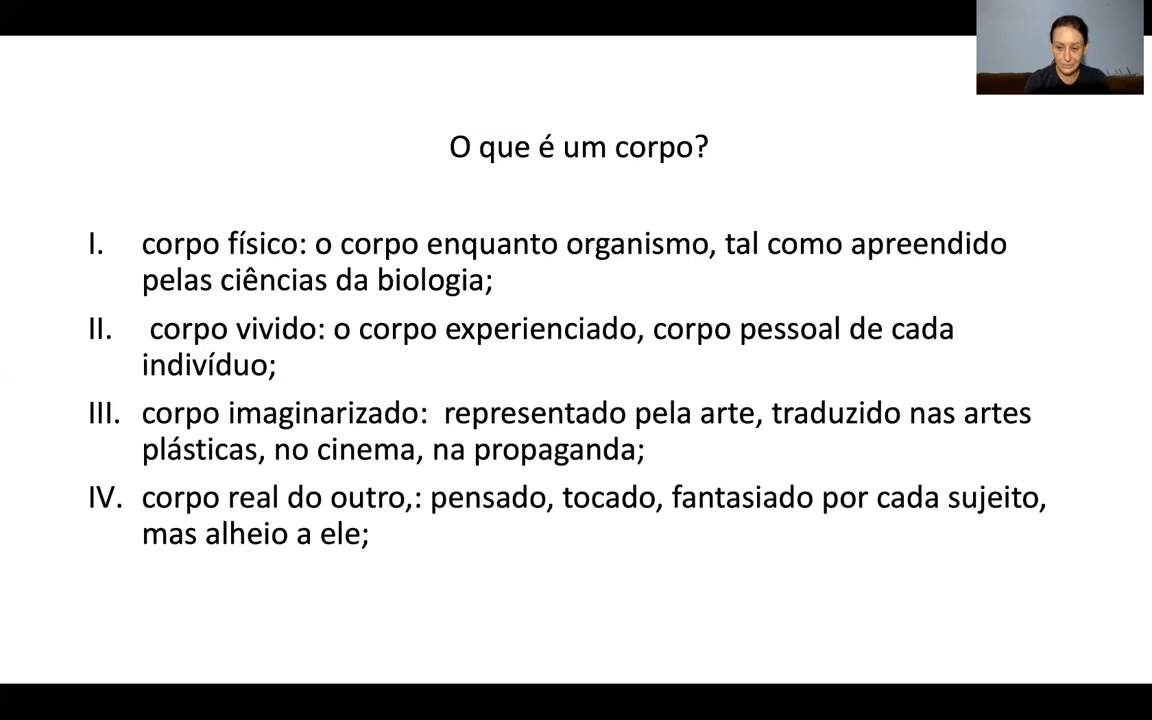 O que é um corpo?
I. corpo físico: o corpo enquanto organismo, tal como apreendido
pelas ciências da biologia;
II. corpo vivido: o corpo experienciado, corpo pessoal de cada
indivíduo;
III. corpo imaginarizado: representado pela arte, traduzido nas artes
plásticas, no cinema, na propaganda;
IV. corpo real do outro,: pensado, tocado, fantasiado por cada sujeito,
mas alheio a ele;